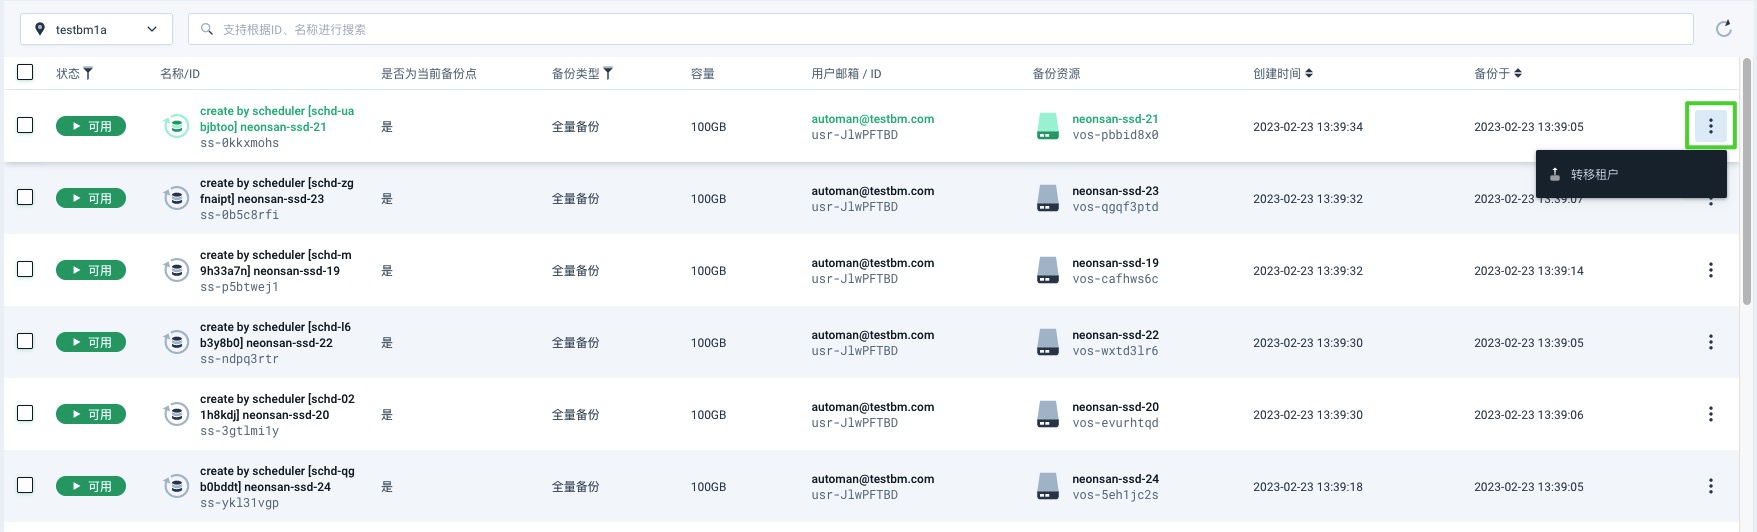 testbm1a
支持根据ID、名称进行搜索
状态 名称/ID 是否为当前备份点 备份类型 容量 用户邮箱 / ID 备份资源 创建时间 备份于
可用
create by scheduler [schd-ua
bjbtoo] neonsan-ssd-21
ss-0kkxmohs
是
全量备份
100GB
automan@testbm.com
usr-JlwPFTBD
neonsan-ssd-21
vos-pbbid8x0
2023-02-23 13:39:34
2023-02-23 13:39:05
转移租户
可用
create by scheduler [schd-zg
fnaipt] neonsan-ssd-23
ss-0b5c8rfi
是
全量备份
100GB
automan@testbm.com
usr-JlwPFTBD
neonsan-ssd-23
vos-qgqf3ptd
2023-02-23 13:39:32
2023-02-23 13:39:07
可用
create by scheduler [schd-m
9h33a7n] neonsan-ssd-19
ss-p5btwej1
是
全量备份
100GB
automan@testbm.com
usr-JlwPFTBD
neonsan-ssd-19
vos-cafhws6c
2023-02-23 13:39:32
2023-02-23 13:39:14
可用
create by scheduler [schd-l6
b3y8b0] neonsan-ssd-22
ss-ndpq3rtr
是
全量备份
100GB
automan@testbm.com
usr-JlwPFTBD
neonsan-ssd-22
vos-wxtd3lr6
2023-02-23 13:39:30
2023-02-23 13:39:05
可用
create by scheduler [schd-02
1h8kdj] neonsan-ssd-20
ss-3gtlmi1y
是
全量备份
100GB
automan@testbm.com
usr-JlwPFTBD
neonsan-ssd-20
vos-evurhtqd
2023-02-23 13:39:30
2023-02-23 13:39:06
可用
create by scheduler [schd-qg
b0bddt] neonsan-ssd-24
ss-ykl31vgp
是
全量备份
100GB
automan@testbm.com
usr-JlwPFTBD
neonsan-ssd-24
vos-5eh1jc2s
2023-02-23 13:39:18
2023-02-23 13:39:05